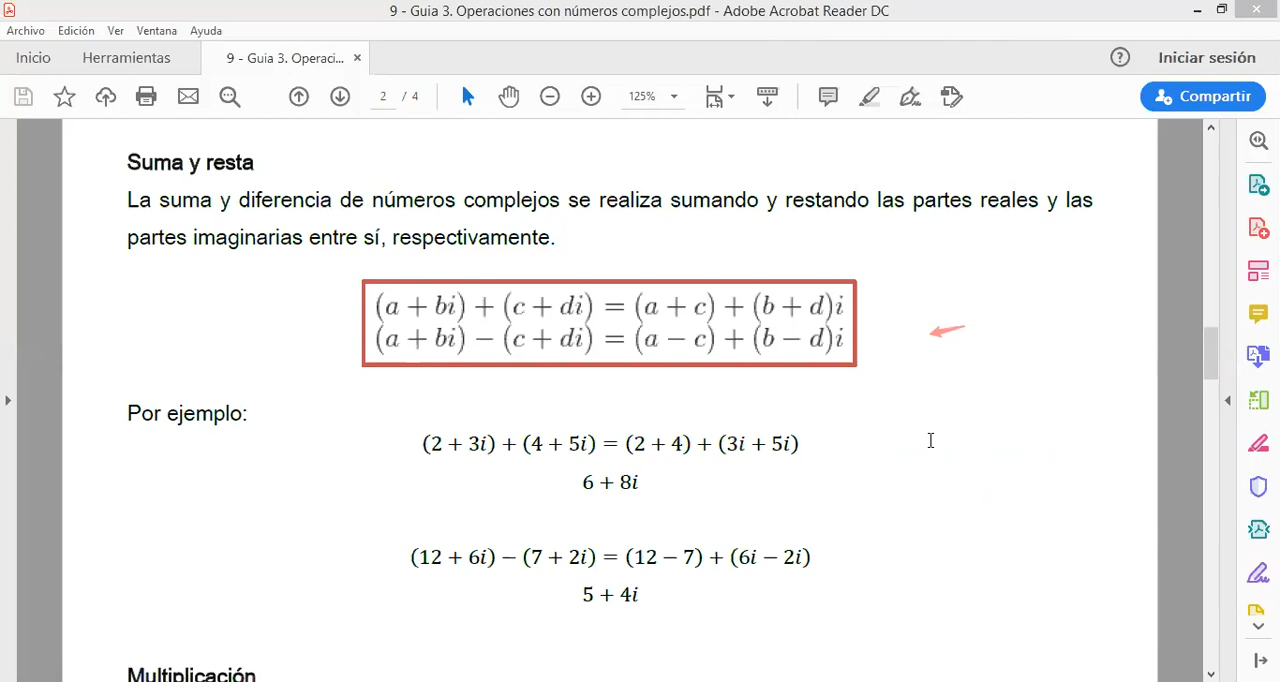 9 - Guia 3. Operaciones con números complejos.pdf - Adobe Acrobat Reader DC
Archivo Edición Ver Ventana Ayuda
Inicio Herramientas 9 - Guia 3. Operaci... × Iniciar sesión
2 / 4 125% Compartir
Suma y resta
La suma y diferencia de números complejos se realiza sumando y restando las partes reales y las
partes imaginarias entre sí, respectivamente.
(a + bi) + (c + di) = (a + c) + (b + d)i
(a + bi) − (c + di) = (a − c) + (b − d)i
Por ejemplo:
(2 + 3i) + (4 + 5i) = (2 + 4) + (3i + 5i)
6 + 8i
(12 + 6i) − (7 + 2i) = (12 − 7) + (6i − 2i)
5 + 4i
Multiplicación